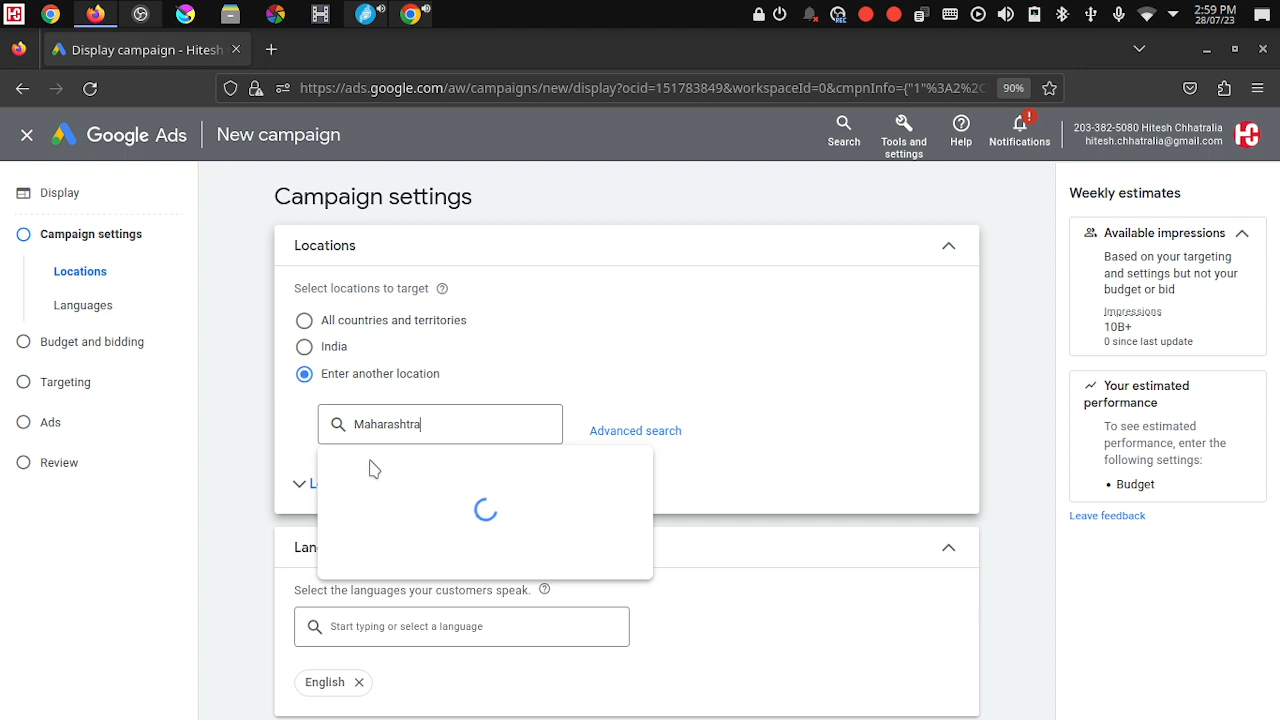 REC
2:59 PM
28/07/23
Display campaign - Hitesh
https://ads.google.com/aw/campaigns/new/display?ocid=151783849&workspaceId=0&cmpnInfo={"1"%3A2%2C
90%
Google Ads
New campaign
Search
Tools and
settings
Help
Notifications
203-382-5080 Hitesh Chhatralia
hitesh.chhatralia@gmail.com
Display
Campaign settings
Locations
Languages
Budget and bidding
Targeting
Ads
Review
Campaign settings
Locations
Select locations to target
All countries and territories
India
Enter another location
Maharashtra
Advanced search
Select the languages your customers speak.
Start typing or select a language
English
Weekly estimates
Available impressions
Based on your targeting
and settings but not your
budget or bid
Impressions
10B+
0 since last update
Your estimated
performance
To see estimated
performance, enter the
following settings:
• Budget
Leave feedback